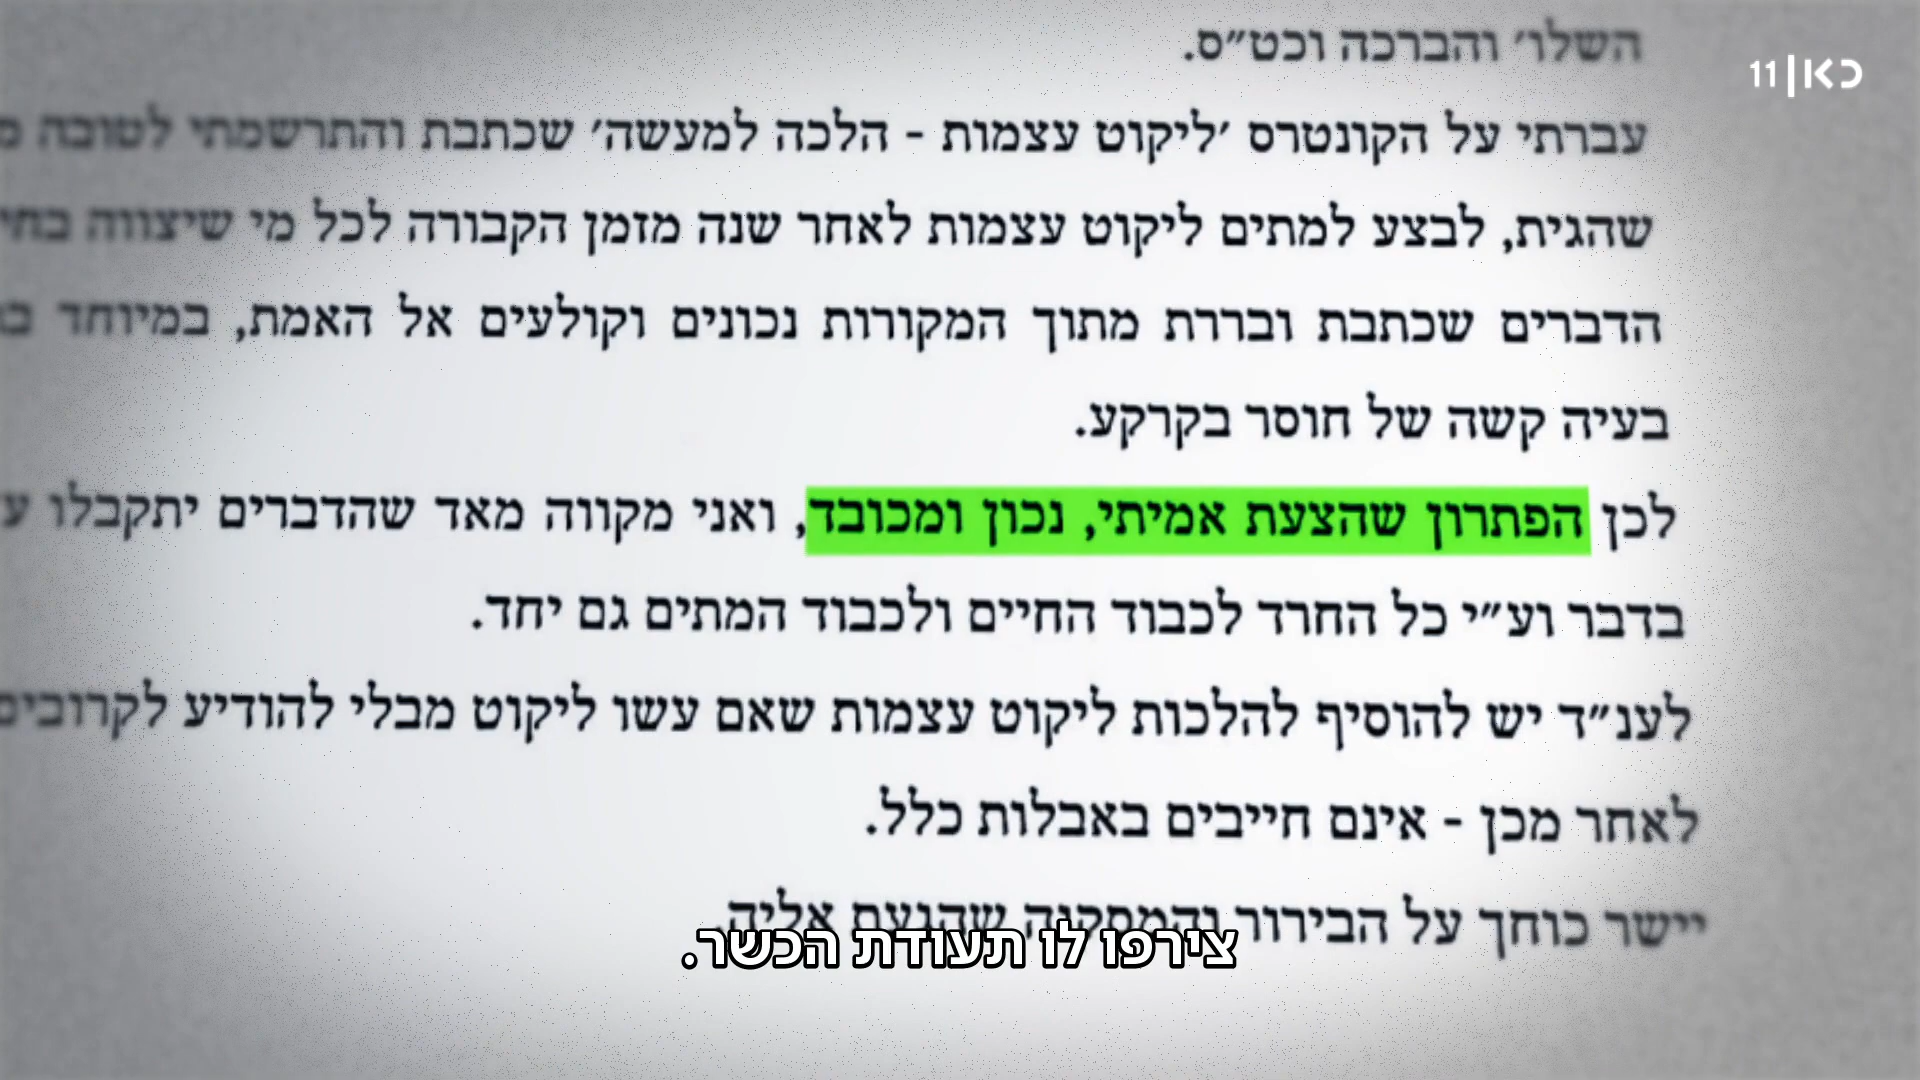 השלו׳ והברכה וכט״ס.
כאן 11
עברתי על הקונטרס ׳ליקוט עצמות - הלכה למעשה׳ שכתבת והתרשמתי לטובה
שהגית, לבצע למתים ליקוט עצמות לאחר שנה מזמן הקבורה לכל מי שיצווה
הדברים שכתבת ובררת מתוך המקורות נכונים וקולעים אל האמת, במיוחד
בעיה קשה של חוסר בקרקע.
לכן הפתרון שהצעת אמיתי, נכון ומכובד, ואני מקווה מאד שהדברים יתקבלו
בדבר וע״י כל החרד לכבוד החיים ולכבוד המתים גם יחד.
לענ״ד יש להוסיף להלכות ליקוט עצמות שאם עשו ליקוט מבלי להודיע לקרובים
לאחר מכן - אינם חייבים באבלות כלל.
יישר כוחך על הבירור והמסקנה שהגעת אליה.
צירפו לו תעודת הכשר.